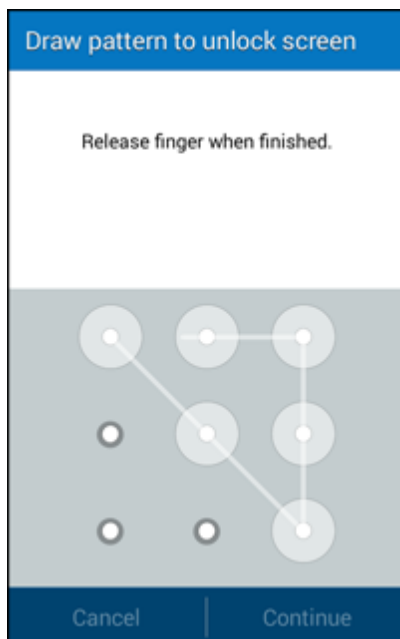 Draw pattern to unlock screen
Release finger when finished.
Cancel
Continue